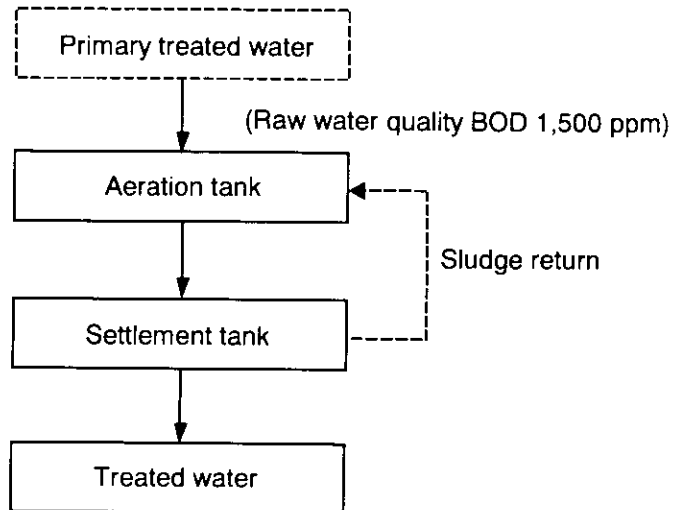 Primary treated water
(Raw water quality BOD 1,500 ppm)
Aeration tank
Sludge return
Settlement tank
Treated water